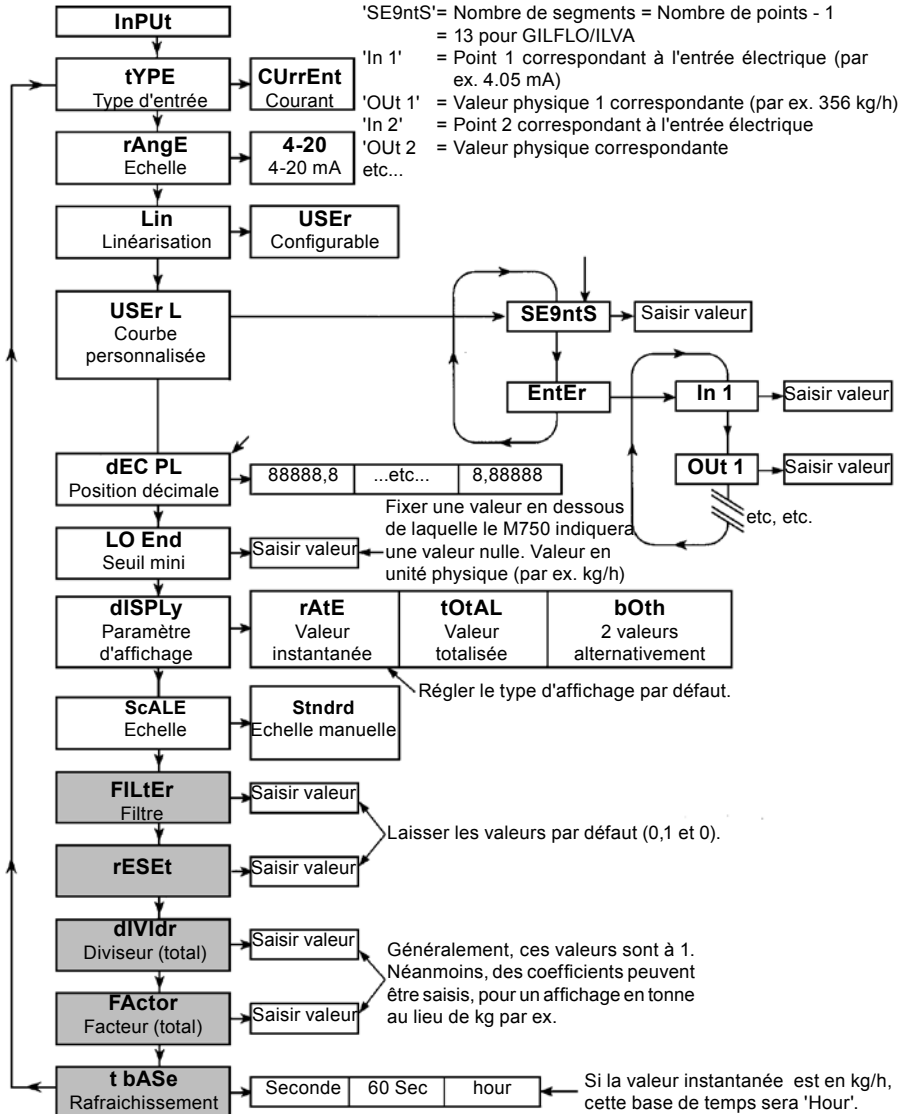 InPUt
'SE9ntS'= Nombre de segments = Nombre de points - 1
= 13 pour GILFLO/ILVA
'In 1' = Point 1 correspondant à l'entrée électrique (par
ex. 4.05 mA)
'OUt 1' = Valeur physique 1 correspondante (par ex. 356 kg/h)
'In 2' = Point 2 correspondant à l'entrée électrique
'OUt 2 = Valeur physique correspondante
etc...
tYPE
Type d'entrée
CUrrEnt
Courant
rAngE
Echelle
4-20
4-20 mA
Lin
Linéarisation
USEr
Configurable
USEr L
Courbe
personnalisée
SE9ntS
Saisir valeur
EntEr
In 1
Saisir valeur
OUt 1
Saisir valeur
etc, etc.
dEC PL
Position décimale
88888,8 ...etc... 8,88888
LO End
Seuil mini
Saisir valeur
Fixer une valeur en dessous
de laquelle le M750 indiquera
une valeur nulle. Valeur en
unité physique (par ex. kg/h)
dISPLy
Paramètre
d'affichage
rAtE
Valeur
instantanée
tOtAL
Valeur
totalisée
bOth
2 valeurs
alternativement
Régler le type d'affichage par défaut.
ScALE
Echelle
Stndrd
Echelle manuelle
FILtEr
Filtre
Saisir valeur
Laisser les valeurs par défaut (0,1 et 0).
rESEt
Saisir valeur
dIVIdr
Diviseur (total)
Saisir valeur
Généralement, ces valeurs sont à 1.
Néanmoins, des coefficients peuvent
être saisis, pour un affichage en tonne
au lieu de kg par ex.
FActor
Facteur (total)
Saisir valeur
t bASe
Rafraichissement
Seconde 60 Sec hour
Si la valeur instantanée est en kg/h,
cette base de temps sera 'Hour'.